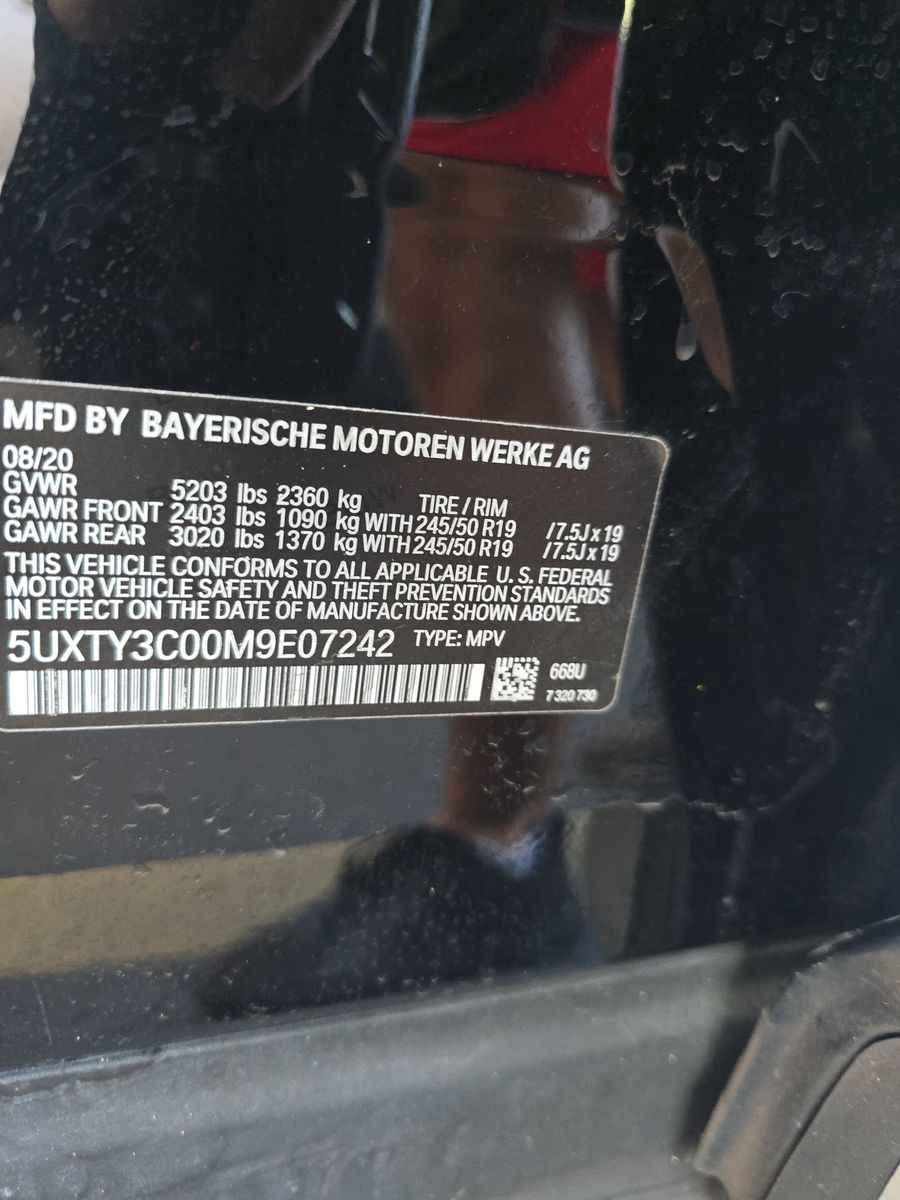 MFD BY BAYERISCHE MOTOREN WERKE AG
08/20
GVWR 5203 lbs 2360 kg TIRE / RIM
GAWR FRONT 2403 lbs 1090 kg WITH 245/50 R19 /7.5J x 19
GAWR REAR 3020 lbs 1370 kg WITH 245/50 R19 /7.5J x 19
THIS VEHICLE CONFORMS TO ALL APPLICABLE U. S. FEDERAL
MOTOR VEHICLE SAFETY AND THEFT PREVENTION STANDARDS
IN EFFECT ON THE DATE OF MANUFACTURE SHOWN ABOVE.
5UXTY3C00M9E07242 TYPE: MPV
668U
7 320 730